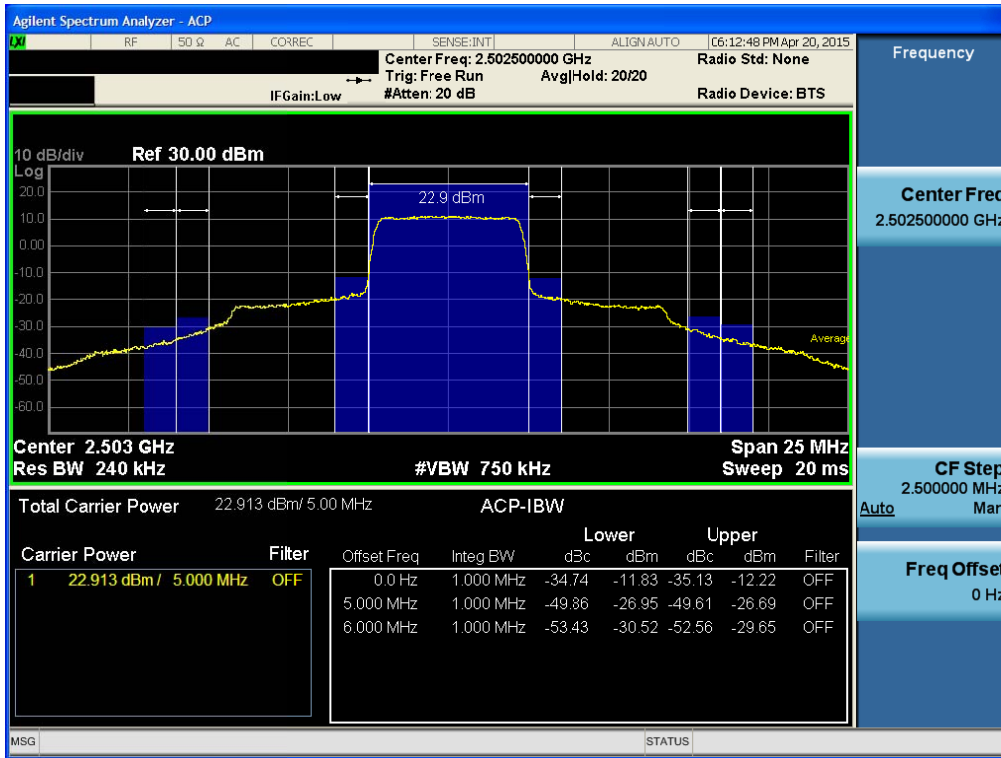 Agilent Spectrum Analyzer - ACP
LXI RF 50 Ω AC CORREC SENSE:INT ALIGN AUTO 06:12:48 PM Apr 20, 2015
Center Freq: 2.502500000 GHz Radio Std: None
Trig: Free Run Avg|Hold: 20/20
IFGain:Low #Atten: 20 dB Radio Device: BTS
Frequency
10 dB/div Ref 30.00 dBm
Log
20.0
22.9 dBm
10.0
0.00
-10.0
-20.0
-30.0
Average
-40.0
-50.0
-60.0
Center Freq
2.502500000 GHz
Center 2.503 GHz Span 25 MHz
Res BW 240 kHz #VBW 750 kHz Sweep 20 ms
CF Step
2.500000 MHz
Auto Man
Total Carrier Power 22.913 dBm/ 5.00 MHz ACP-IBW
Lower Upper
Carrier Power Filter Offset Freq Integ BW dBc dBm dBc dBm Filter
1 22.913 dBm / 5.000 MHz OFF 0.0 Hz 1.000 MHz -34.74 -11.83 -35.13 -12.22 OFF
5.000 MHz 1.000 MHz -49.86 -26.95 -49.61 -26.69 OFF
6.000 MHz 1.000 MHz -53.43 -30.52 -52.56 -29.65 OFF
Freq Offset
0 Hz
MSG STATUS